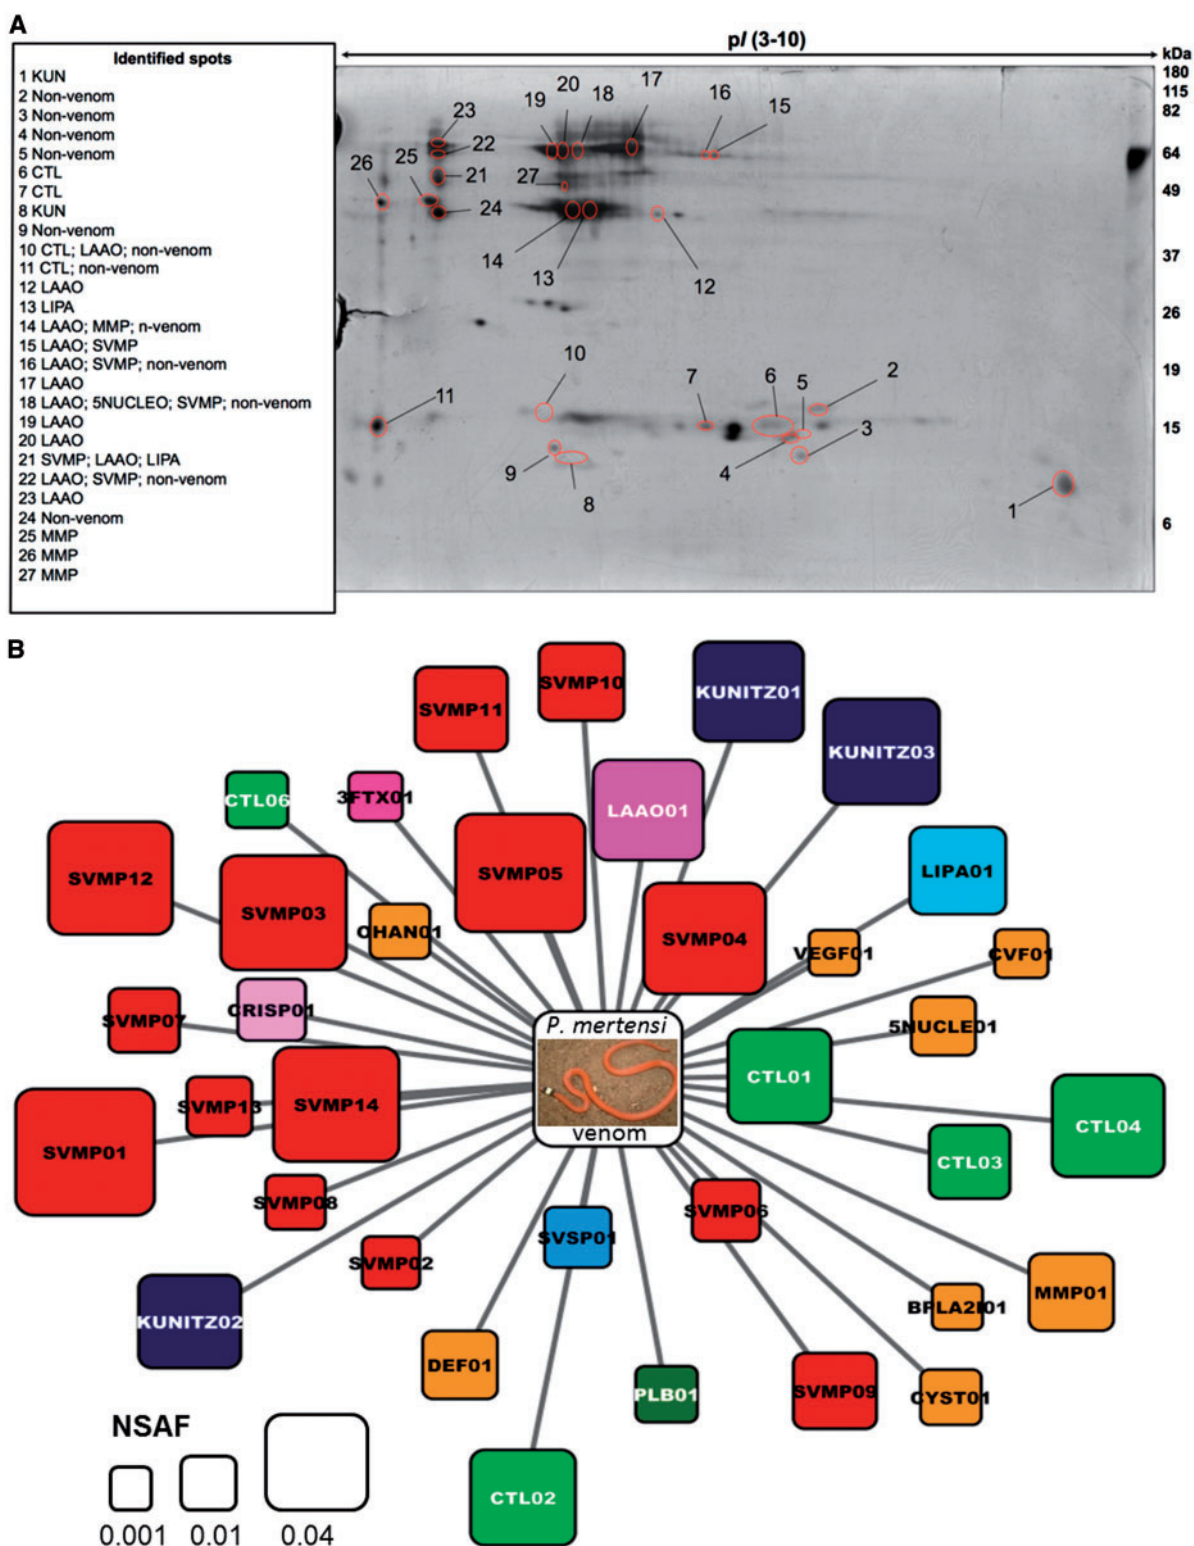 A
pI (3-10)
Identified spots
kDa
1 KUN
2 Non-venom
3 Non-venom
4 Non-venom
5 Non-venom
6 CTL
7 CTL
8 KUN
9 Non-venom
10 CTL; LAAO; non-venom
11 CTL; non-venom
12 LAAO
13 LIPA
14 LAAO; MMP; n-venom
15 LAAO; SVMP
16 LAAO; SVMP; non-venom
17 LAAO
18 LAAO; 5NUCLEO; SVMP; non-venom
19 LAAO
20 LAAO
21 SVMP; LAAO; LIPA
22 LAAO; SVMP; non-venom
23 LAAO
24 Non-venom
25 MMP
26 MMP
27 MMP
180
115
82
64
49
37
26
19
15
6
23
22
21
24
25
26
19
20
18
17
16
15
27
14
13
12
10
11
7
6
5
2
3
4
9
8
1
B
SVMP10
KUNITZ01
SVMP11
KUNITZ03
CTL06
3FTX01
LAAO01
SVMP12
SVMP05
LIPA01
SVMP03
OHAN01
SVMP04
VEGF01
CVF01
SVMP07
CRISP01
5NUCLE01
P. mertensi
venom
CTL01
SVMP13
SVMP14
CTL04
SVMP01
CTL03
SVMP08
SVMP06
SVSP01
SVMP02
MMP01
BPLA2I01
KUNITZ02
DEF01
PLB01
SVMP09
CYST01
NSAF
CTL02
0.001
0.01
0.04